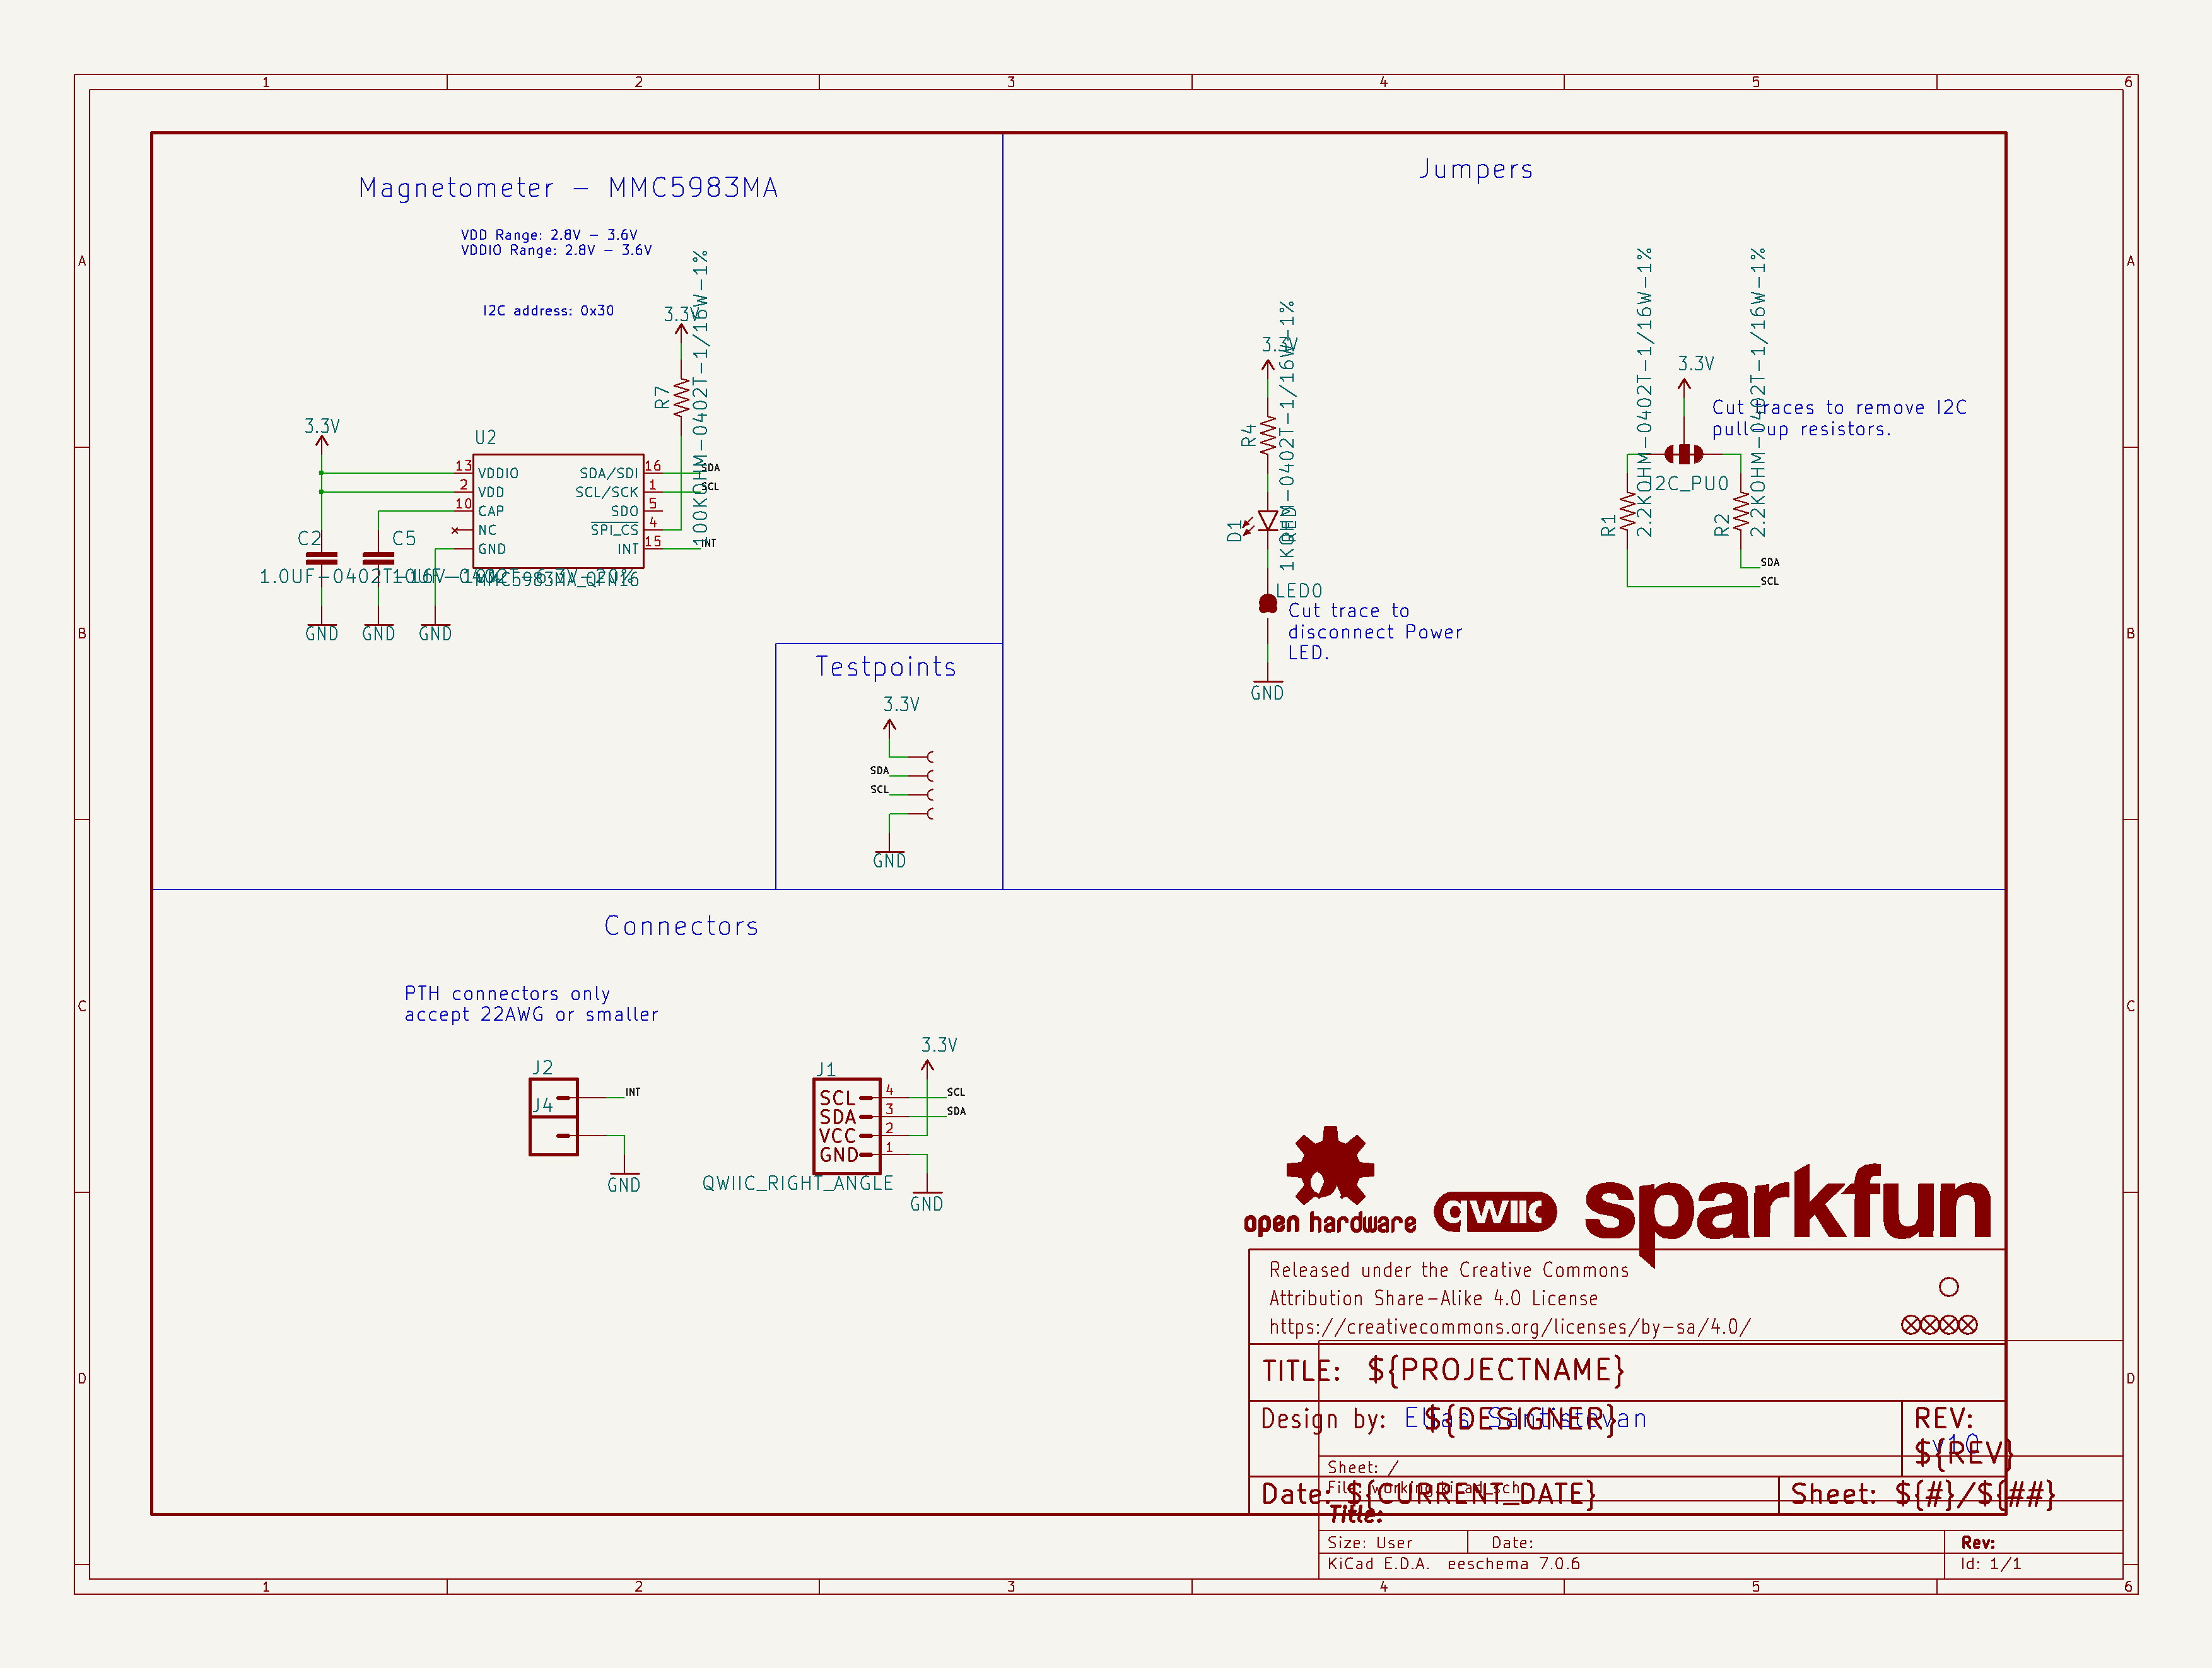 1 2 3 4 5 6
A
B
C
D
A
B
C
D
Magnetometer - MMC5983MA
VDD Range: 2.8V - 3.6V
VDDIO Range: 2.8V - 3.6V
I2C address: 0x30
3.3V
R7
100KOHM-0402T-1/16W-1%
3.3V
U2
13 VDDIO
2 VDD
10 CAP
NC
GND
SDA/SDI 16 SDA
SCL/SCK 1 SCL
SDO 5
SPI_CS 4
INT 15 INT
C2
C5
1.0UF-0402T-16V-10%
10UF-0402T-6.3V-20%
MMC5983MA_QFN16
GND
GND
GND
Testpoints
3.3V
SDA
SCL
GND
Jumpers
3.3V
R4
1KOHM-0402T-1/16W-1%
D1
RED
LED0
Cut trace to
disconnect Power
LED.
GND
3.3V
Cut traces to remove I2C
pull-up resistors.
I2C_PU0
R1
2.2KOHM-0402T-1/16W-1%
R2
2.2KOHM-0402T-1/16W-1%
SDA
SCL
Connectors
PTH connectors only
accept 22AWG or smaller
J2
INT
J4
GND
J1
3.3V
SCL 4 SCL
SDA 3 SDA
VCC 2
GND 1
QWIIC_RIGHT_ANGLE
GND
open hardware
qwiic
sparkfun
Released under the Creative Commons
Attribution Share-Alike 4.0 License
https://creativecommons.org/licenses/by-sa/4.0/
TITLE: ${PROJECTNAME}
Design by: ${DESIGNER}
Elias Santistevan
REV:
${REV}
v10
Date: ${CURRENT_DATE}
Sheet: ${#}/${##}
Sheet: /
File: working.kicad_sch
Title:
Size: User
Date:
Rev:
KiCad E.D.A. eeschema 7.0.6
Id: 1/1
1 2 3 4 5 6